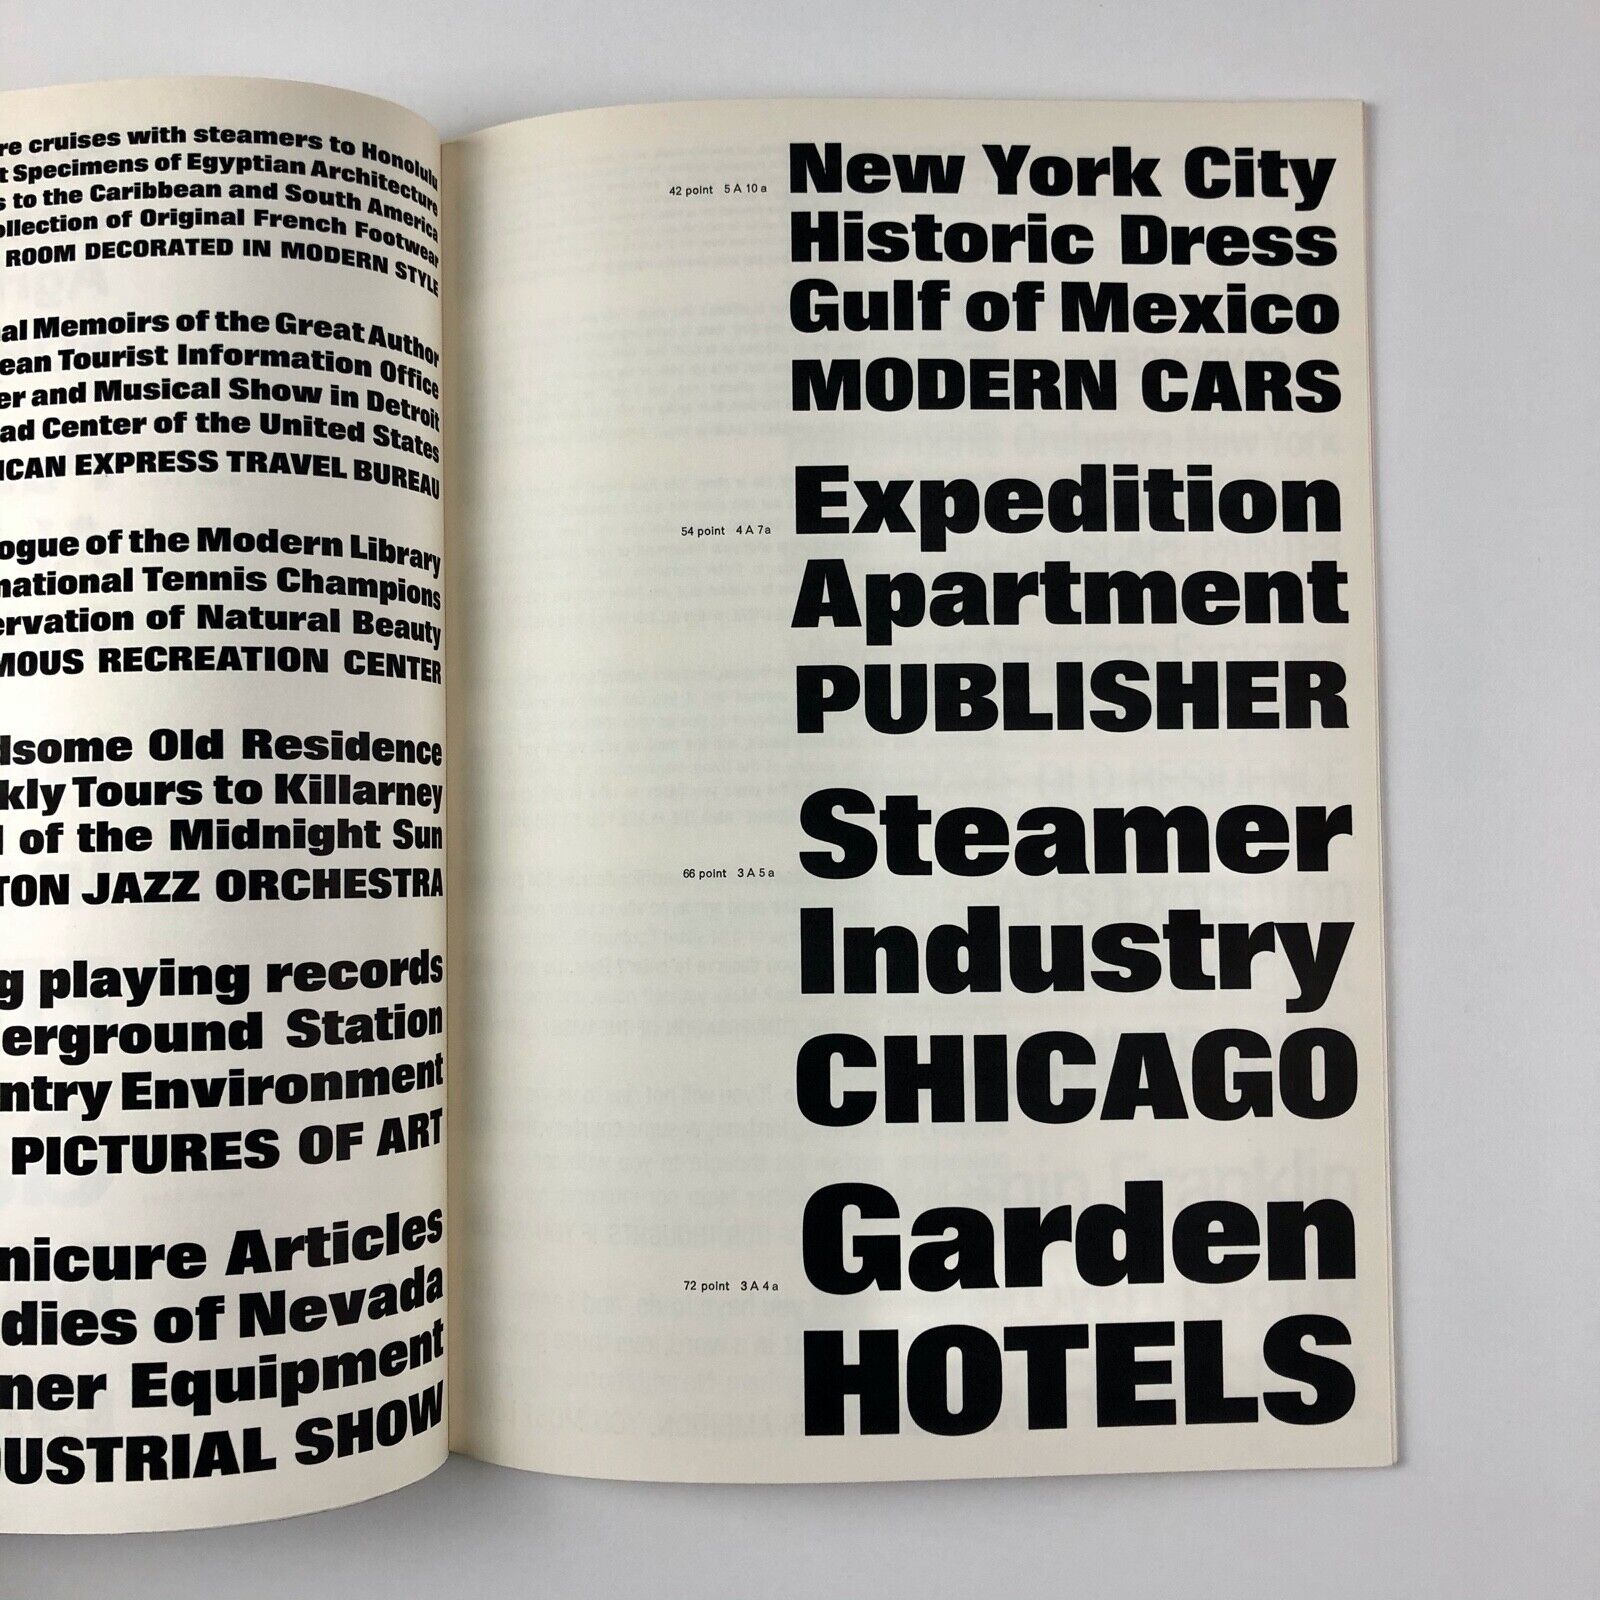 re cruises with steamers to Honolulu
t Specimens of Egyptian Architecture
s to the Caribbean and South America
ollection of Original French Footwear
ROOM DECORATED IN MODERN STYLE
al Memoirs of the Great Author
ean Tourist Information Office
er and Musical Show in Detroit
ad Center of the United States
ICAN EXPRESS TRAVEL BUREAU
ogue of the Modern Library
national Tennis Champions
ervation of Natural Beauty
MOUS RECREATION CENTER
dsome Old Residence
kly Tours to Killarney
d of the Midnight Sun
TON JAZZ ORCHESTRA
g playing records
erground Station
ntry Environment
PICTURES OF ART
nicure Articles
dies of Nevada
ner Equipment
DUSTRIAL SHOW
42 point 5 A 10 a
New York City
Historic Dress
Gulf of Mexico
MODERN CARS
54 point 4 A 7 a
Expedition
Apartment
PUBLISHER
66 point 3 A 5 a
Steamer
Industry
CHICAGO
72 point 3 A 4 a
Garden
HOTELS